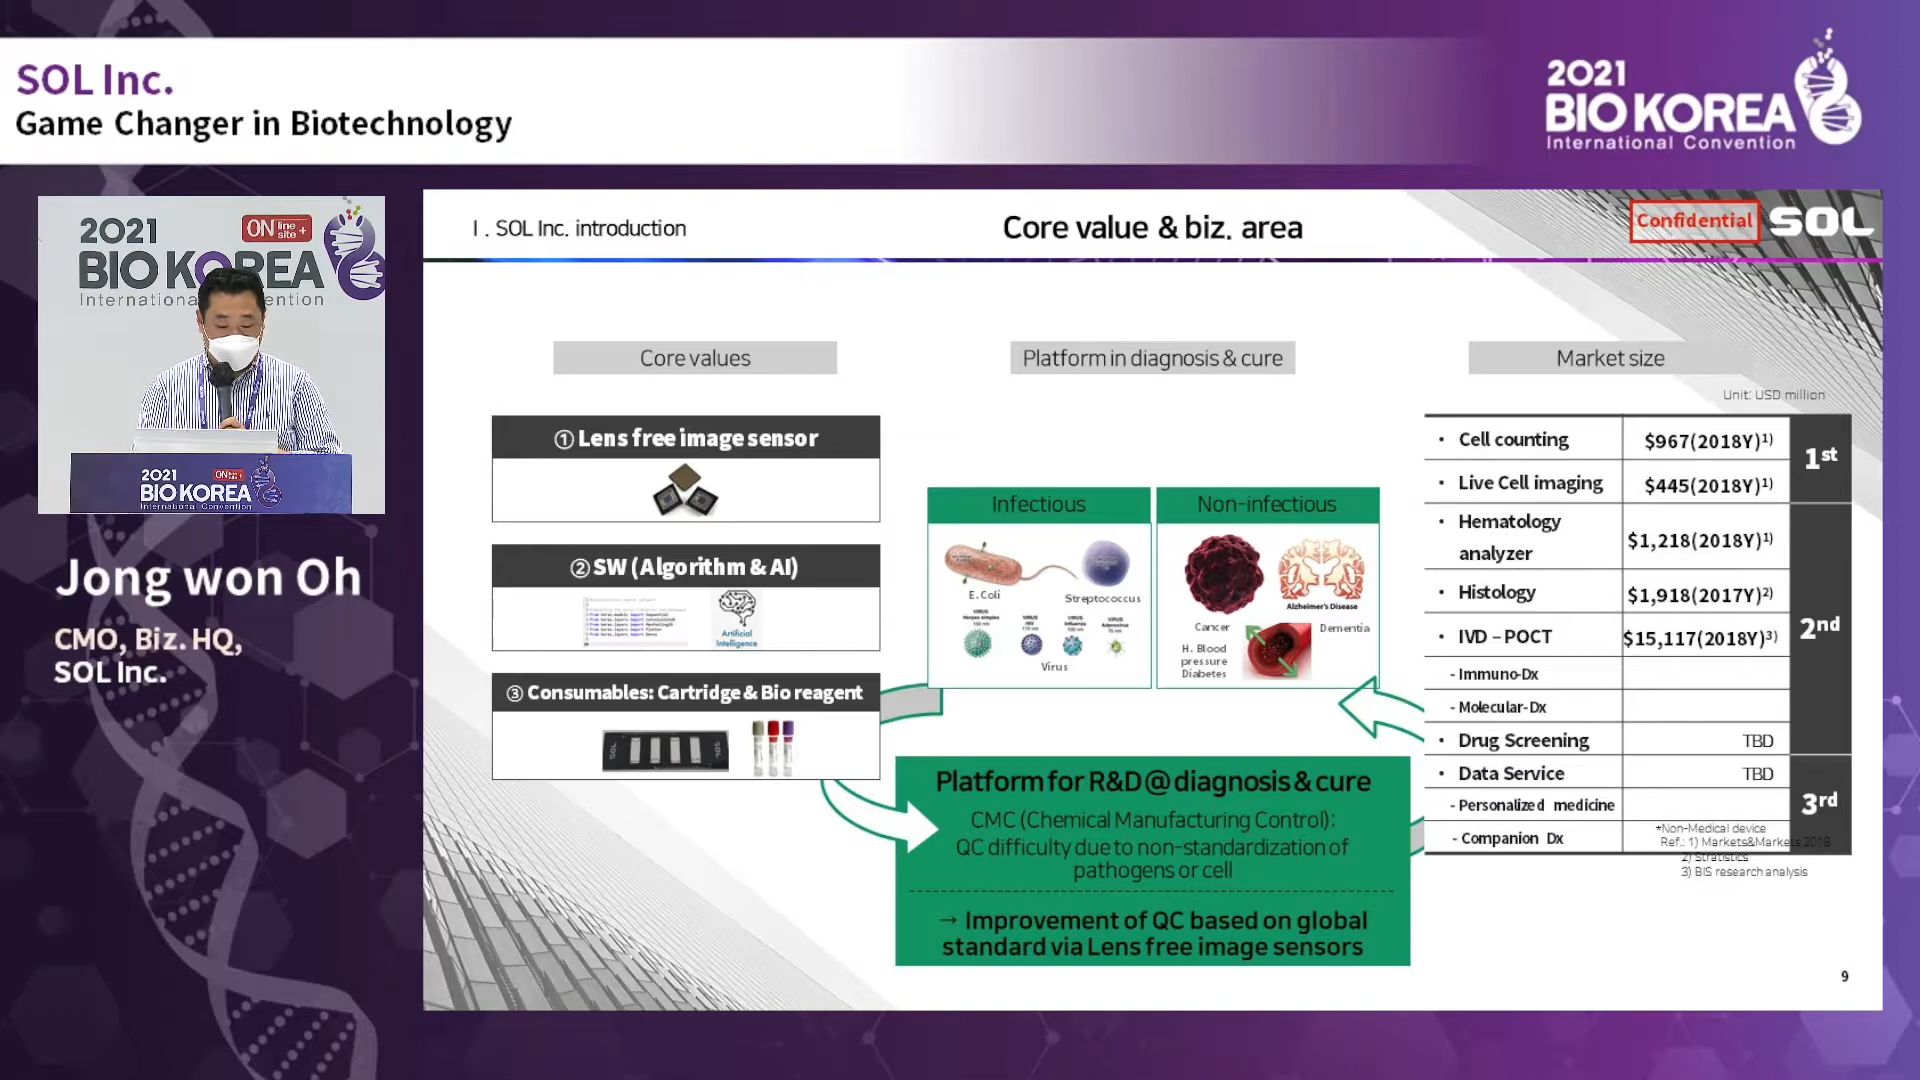 SOL Inc.
Game Changer in Biotechnology
2021
BIO KOREA
International Convention
2021
ON line site +
BIO KOREA
International Convention
2021
BIO KOREA
International Convention
Jong won Oh
CMO, Biz. HQ,
SOL Inc.
Ⅰ. SOL Inc. introduction
Core value & biz. area
Confidential
SOL
Core values
① Lens free image sensor
② SW (Algorithm & AI)
Artificial
Intelligence
③ Consumables: Cartridge & Bio reagent
SOL
Platform in diagnosis & cure
Infectious
E.Coli
Streptococcus
VIRUS
Herpes simplex
VIRUS
HIV
VIRUS
Influenza
VIRUS
Adenovirus
Virus
Non-infectious
Cancer
Alzheimer's Disease
Dementia
H. Blood
pressure
Diabetes
Platform for R&D@diagnosis & cure
CMC (Chemical Manufacturing Control):
QC difficulty due to non-standardization of
pathogens or cell
→ Improvement of QC based on global
standard via Lens free image sensors
Market size
Unit: USD million
• Cell counting $967(2018Y)1)
1st
• Live Cell imaging $445(2018Y)1)
• Hematology
analyzer $1,218(2018Y)1)
• Histology $1,918(2017Y)2)
2nd
• IVD – POCT $15,117(2018Y)3)
- Immuno-Dx
- Molecular-Dx
• Drug Screening TBD
• Data Service TBD
3rd
- Personalized medicine
- Companion Dx
*Non-Medical device
Ref.: 1) Markets&Markets 2018
2) Stratistics
3) BIS research analysis
9